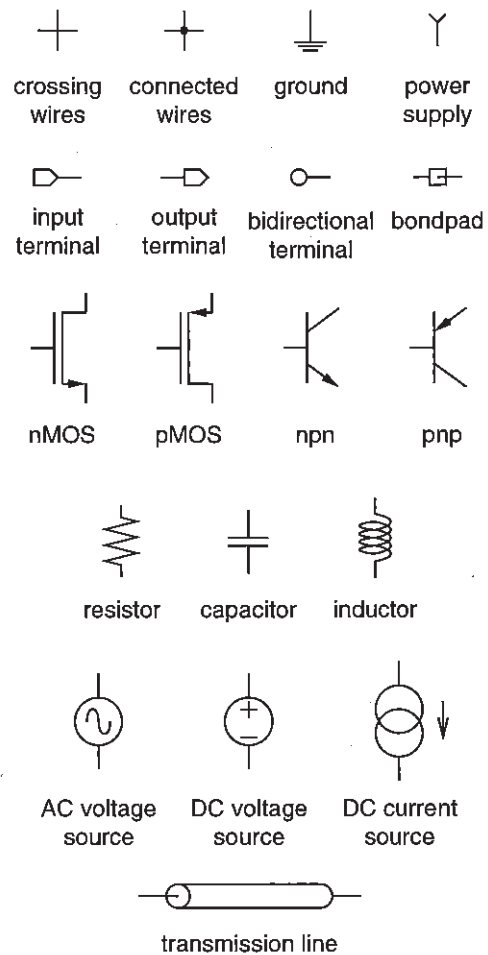 crossing wires
connected wires
ground
power supply
input terminal
output terminal
bidirectional terminal
bondpad
nMOS
pMOS
npn
pnp
resistor
capacitor
inductor
+
−
AC voltage source
DC voltage source
DC current source
transmission line